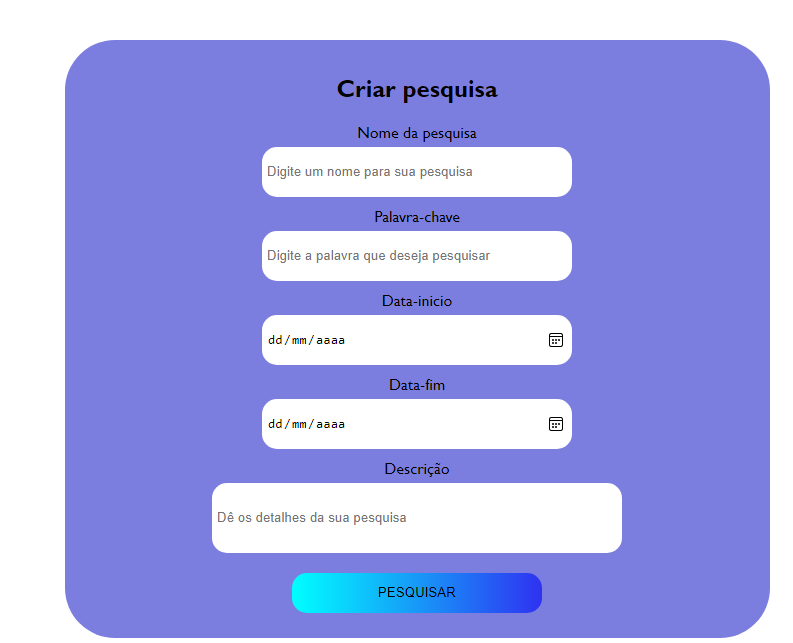 Criar pesquisa
Nome da pesquisa
Digite um nome para sua pesquisa
Palavra-chave
Digite a palavra que deseja pesquisar
Data-inicio
dd/mm/aaaa
Data-fim
dd/mm/aaaa
Descrição
Dê os detalhes da sua pesquisa
PESQUISAR